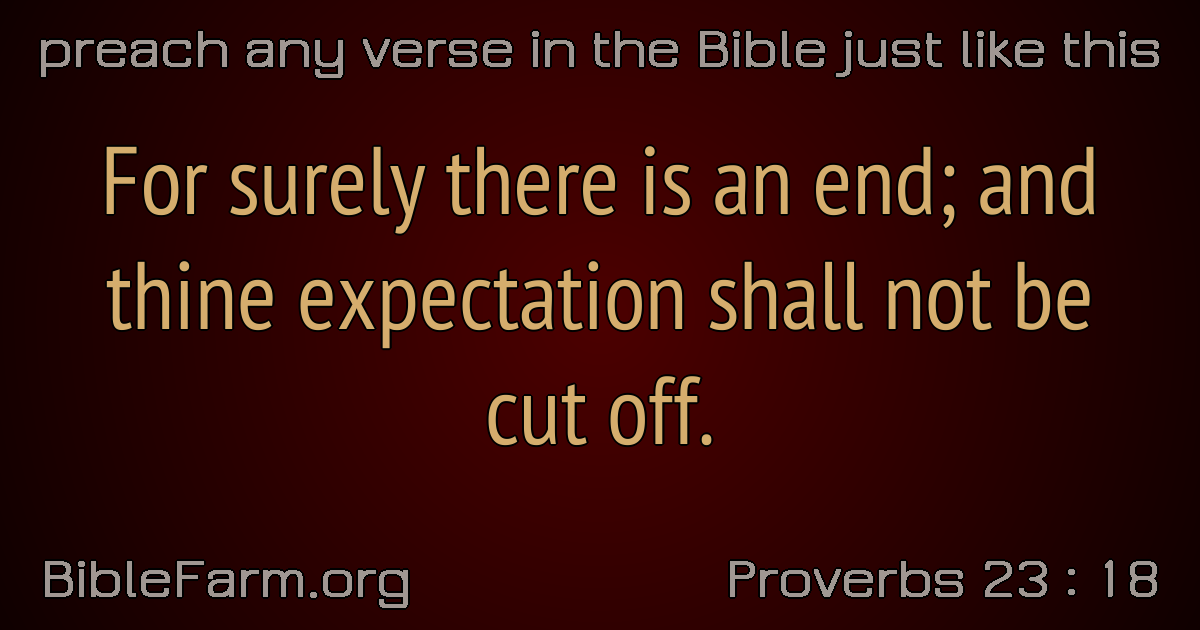 preach any verse in the Bible just like this
For surely there is an end; and
thine expectation shall not be
cut off.
BibleFarm.org
Proverbs 23 : 18